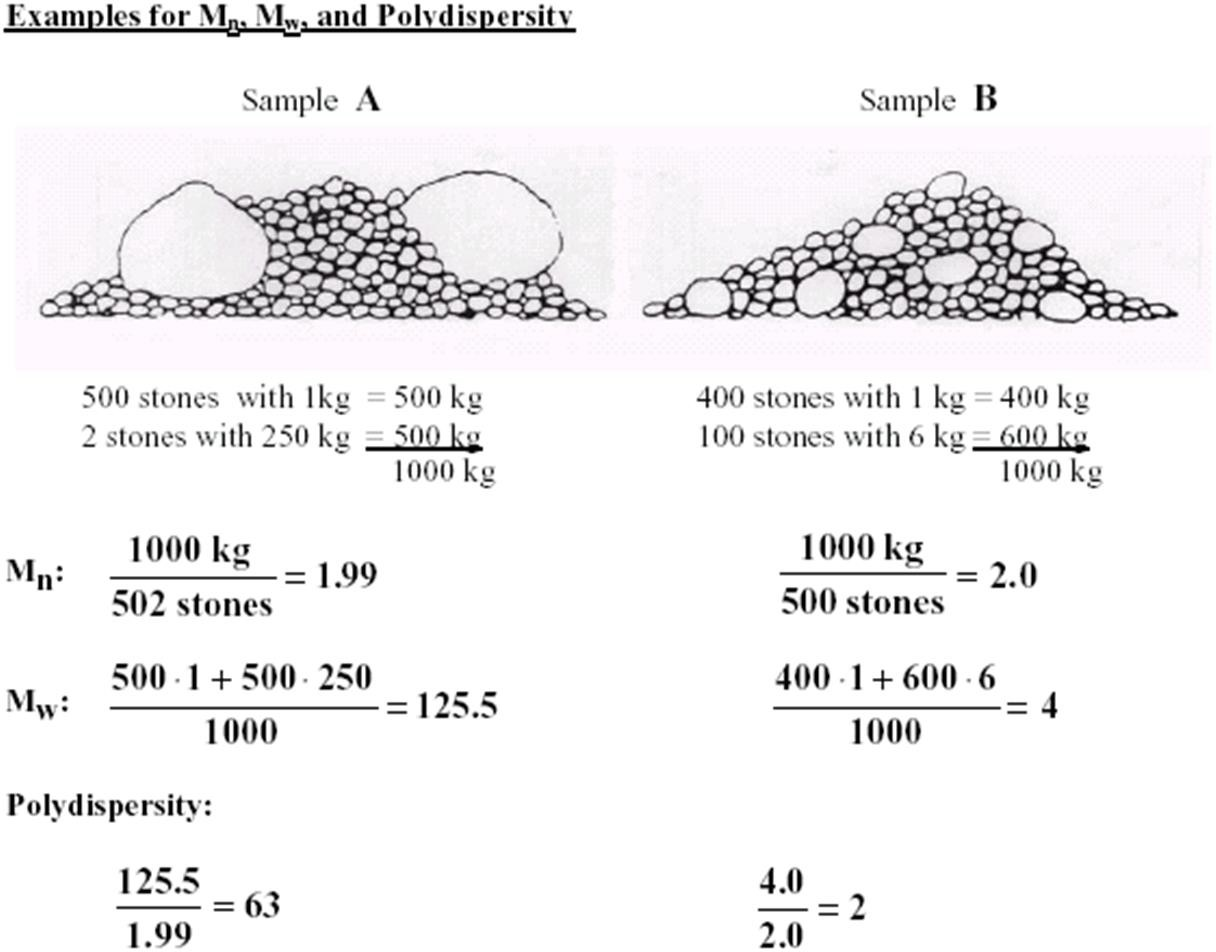 Examples for Mn, Mw, and Polydispersity
Sample A
Sample B
500 stones with 1kg = 500 kg
2 stones with 250 kg = 500 kg
1000 kg
400 stones with 1 kg = 400 kg
100 stones with 6 kg = 600 kg
1000 kg
Mn: 1000 kg / 502 stones = 1.99
1000 kg / 500 stones = 2.0
Mw: 500 · 1 + 500 · 250 / 1000 = 125.5
400 · 1 + 600 · 6 / 1000 = 4
Polydispersity:
125.5 / 1.99 = 63
4.0 / 2.0 = 2